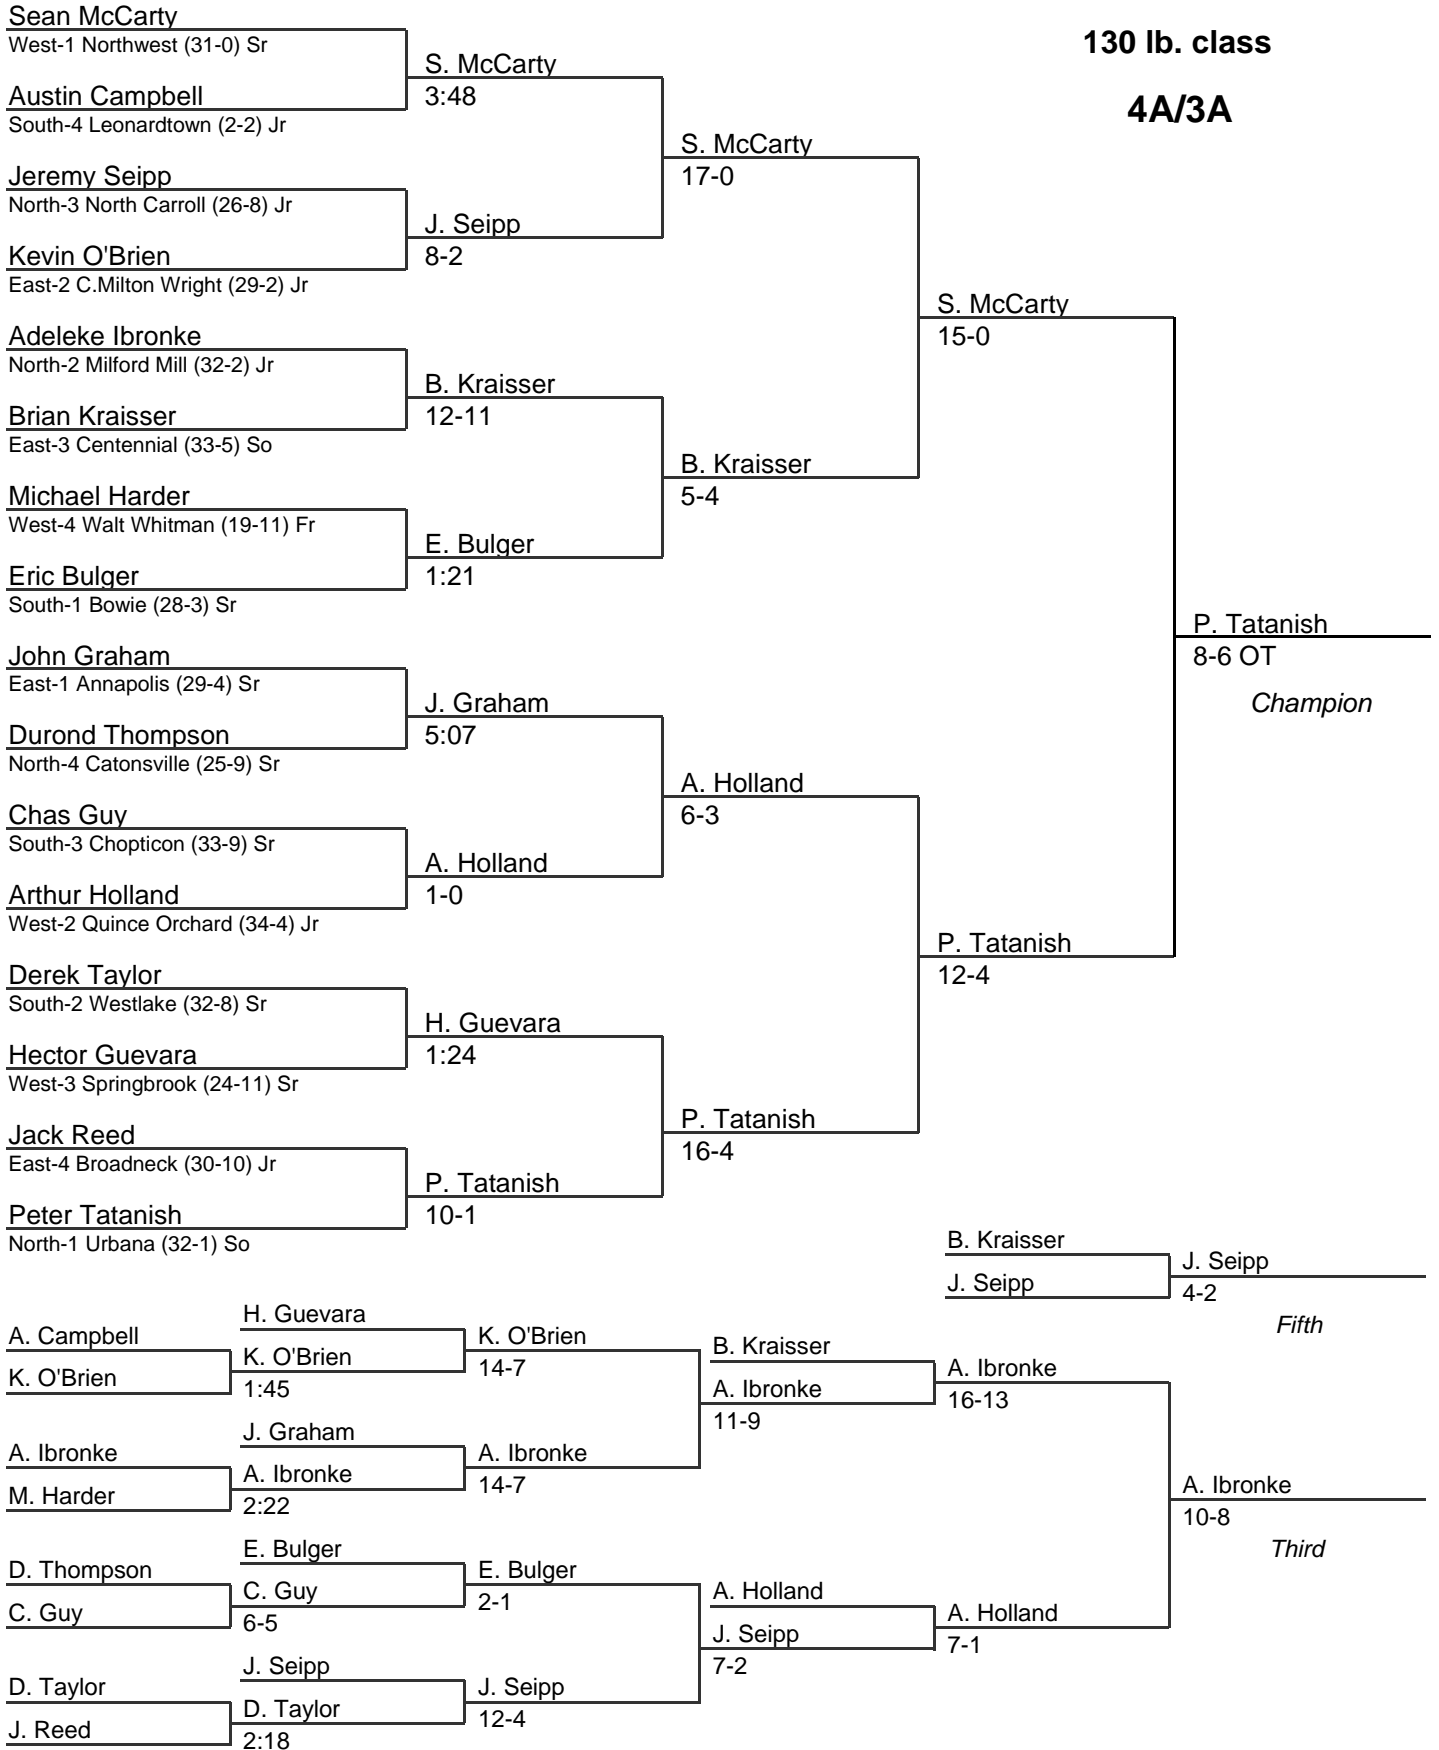 130 lb. class
4A/3A
Sean McCarty
West-1 Northwest (31-0) Sr
Austin Campbell
South-4 Leonardtown (2-2) Jr
Jeremy Seipp
North-3 North Carroll (26-8) Jr
Kevin O'Brien
East-2 C.Milton Wright (29-2) Jr
Adeleke Ibronke
North-2 Milford Mill (32-2) Jr
Brian Kraisser
East-3 Centennial (33-5) So
Michael Harder
West-4 Walt Whitman (19-11) Fr
Eric Bulger
South-1 Bowie (28-3) Sr
John Graham
East-1 Annapolis (29-4) Sr
Durond Thompson
North-4 Catonsville (25-9) Sr
Chas Guy
South-3 Chopticon (33-9) Sr
Arthur Holland
West-2 Quince Orchard (34-4) Jr
Derek Taylor
South-2 Westlake (32-8) Sr
Hector Guevara
West-3 Springbrook (24-11) Sr
Jack Reed
East-4 Broadneck (30-10) Jr
Peter Tatanish
North-1 Urbana (32-1) So
S. McCarty
3:48
J. Seipp
8-2
B. Kraisser
12-11
E. Bulger
1:21
J. Graham
5:07
A. Holland
1-0
H. Guevara
1:24
P. Tatanish
10-1
S. McCarty
17-0
B. Kraisser
5-4
A. Holland
6-3
P. Tatanish
16-4
S. McCarty
15-0
P. Tatanish
12-4
P. Tatanish
8-6 OT
Champion
B. Kraisser
J. Seipp
J. Seipp
4-2
Fifth
A. Campbell
K. O'Brien
A. Ibronke
M. Harder
D. Thompson
C. Guy
D. Taylor
J. Reed
H. Guevara
K. O'Brien
1:45
J. Graham
A. Ibronke
2:22
E. Bulger
C. Guy
6-5
J. Seipp
D. Taylor
2:18
K. O'Brien
14-7
A. Ibronke
14-7
E. Bulger
2-1
J. Seipp
12-4
B. Kraisser
A. Ibronke
11-9
A. Holland
J. Seipp
7-2
A. Ibronke
16-13
A. Holland
7-1
A. Ibronke
10-8
Third